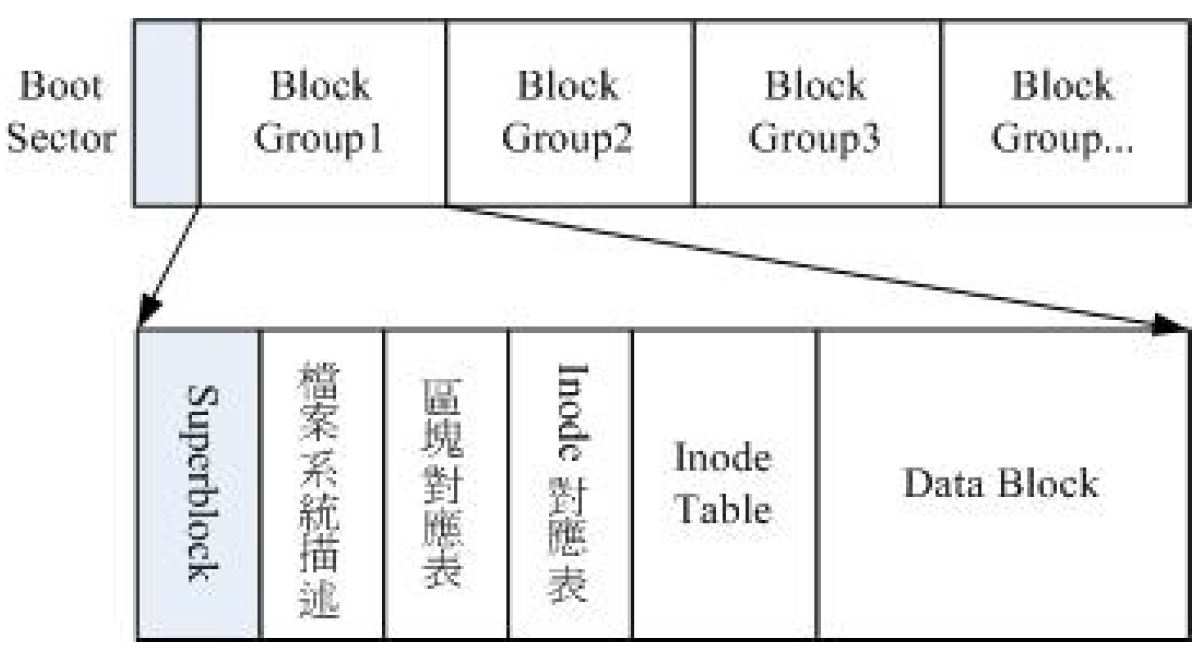 Boot
Sector
Block
Group1
Block
Group2
Block
Group3
Block
Group...
Superblock
檔案系統描述
區塊對應表
Inode 對應表
Inode
Table
Data Block